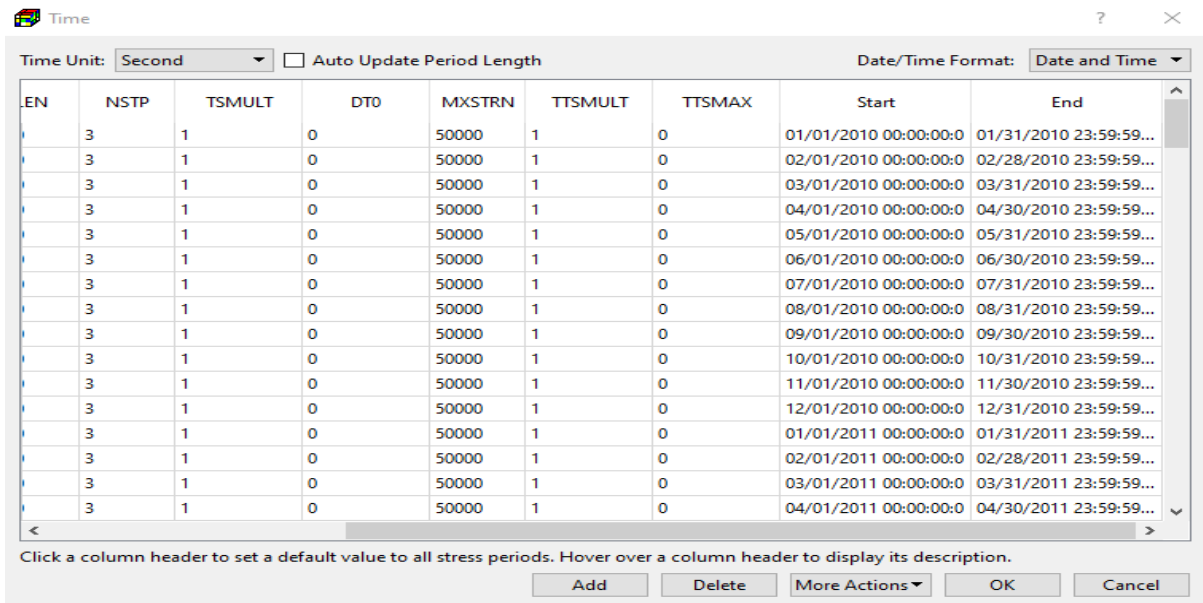 Time
Time Unit: Second Auto Update Period Length Date/Time Format: Date and Time
LEN NSTP TSMULT DT0 MXSTRN TTSMULT TTSMAX Start End
3 1 0 50000 1 0 01/01/2010 00:00:00:0 01/31/2010 23:59:59...
3 1 0 50000 1 0 02/01/2010 00:00:00:0 02/28/2010 23:59:59...
3 1 0 50000 1 0 03/01/2010 00:00:00:0 03/31/2010 23:59:59...
3 1 0 50000 1 0 04/01/2010 00:00:00:0 04/30/2010 23:59:59...
3 1 0 50000 1 0 05/01/2010 00:00:00:0 05/31/2010 23:59:59...
3 1 0 50000 1 0 06/01/2010 00:00:00:0 06/30/2010 23:59:59...
3 1 0 50000 1 0 07/01/2010 00:00:00:0 07/31/2010 23:59:59...
3 1 0 50000 1 0 08/01/2010 00:00:00:0 08/31/2010 23:59:59...
3 1 0 50000 1 0 09/01/2010 00:00:00:0 09/30/2010 23:59:59...
3 1 0 50000 1 0 10/01/2010 00:00:00:0 10/31/2010 23:59:59...
3 1 0 50000 1 0 11/01/2010 00:00:00:0 11/30/2010 23:59:59...
3 1 0 50000 1 0 12/01/2010 00:00:00:0 12/31/2010 23:59:59...
3 1 0 50000 1 0 01/01/2011 00:00:00:0 01/31/2011 23:59:59...
3 1 0 50000 1 0 02/01/2011 00:00:00:0 02/28/2011 23:59:59...
3 1 0 50000 1 0 03/01/2011 00:00:00:0 03/31/2011 23:59:59...
3 1 0 50000 1 0 04/01/2011 00:00:00:0 04/30/2011 23:59:59...
Click a column header to set a default value to all stress periods. Hover over a column header to display its description.
Add Delete More Actions OK Cancel